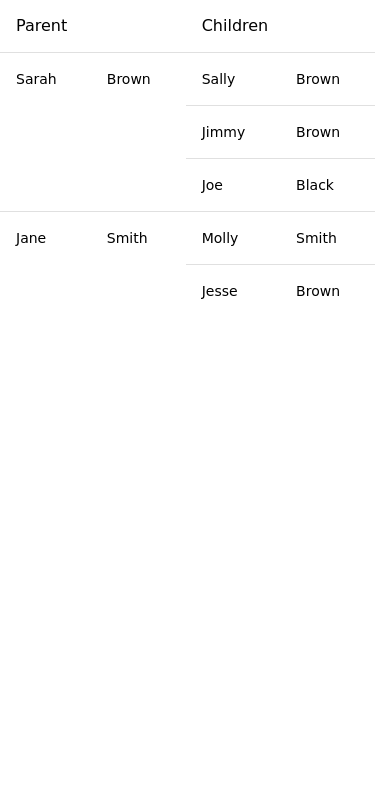 Parent Children
Sarah Brown Sally Brown
Jimmy Brown
Joe Black
Jane Smith Molly Smith
Jesse Brown